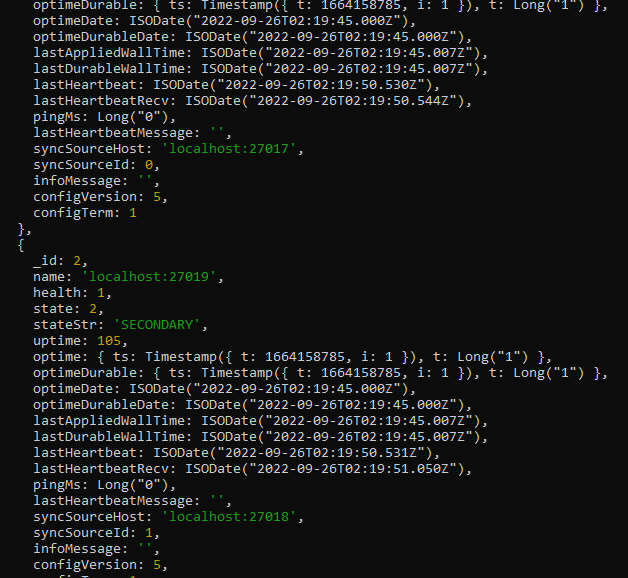 optimeDurable: { ts: Timestamp({ t: 1664158785, i: 1 }), t: Long("1") },
optimeDate: ISODate("2022-09-26T02:19:45.000Z"),
optimeDurableDate: ISODate("2022-09-26T02:19:45.000Z"),
lastAppliedWallTime: ISODate("2022-09-26T02:19:45.007Z"),
lastDurableWallTime: ISODate("2022-09-26T02:19:45.007Z"),
lastHeartbeat: ISODate("2022-09-26T02:19:50.530Z"),
lastHeartbeatRecv: ISODate("2022-09-26T02:19:50.544Z"),
pingMs: Long("0"),
lastHeartbeatMessage: '',
syncSourceHost: 'localhost:27017',
syncSourceId: 0,
infoMessage: '',
configVersion: 5,
configTerm: 1
},
{
_id: 2,
name: 'localhost:27019',
health: 1,
state: 2,
stateStr: 'SECONDARY',
uptime: 105,
optime: { ts: Timestamp({ t: 1664158785, i: 1 }), t: Long("1") },
optimeDurable: { ts: Timestamp({ t: 1664158785, i: 1 }), t: Long("1") },
optimeDate: ISODate("2022-09-26T02:19:45.000Z"),
optimeDurableDate: ISODate("2022-09-26T02:19:45.000Z"),
lastAppliedWallTime: ISODate("2022-09-26T02:19:45.007Z"),
lastDurableWallTime: ISODate("2022-09-26T02:19:45.007Z"),
lastHeartbeat: ISODate("2022-09-26T02:19:50.531Z"),
lastHeartbeatRecv: ISODate("2022-09-26T02:19:51.050Z"),
pingMs: Long("0"),
lastHeartbeatMessage: '',
syncSourceHost: 'localhost:27018',
syncSourceId: 1,
infoMessage: '',
configVersion: 5,